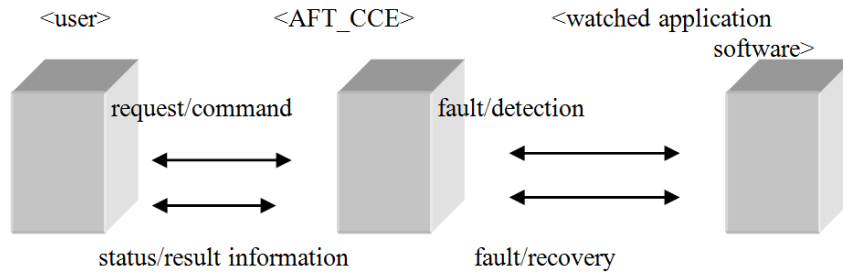 <user>
<AFT_CCE>
<watched application
software>
request/command
fault/detection
status/result information
fault/recovery